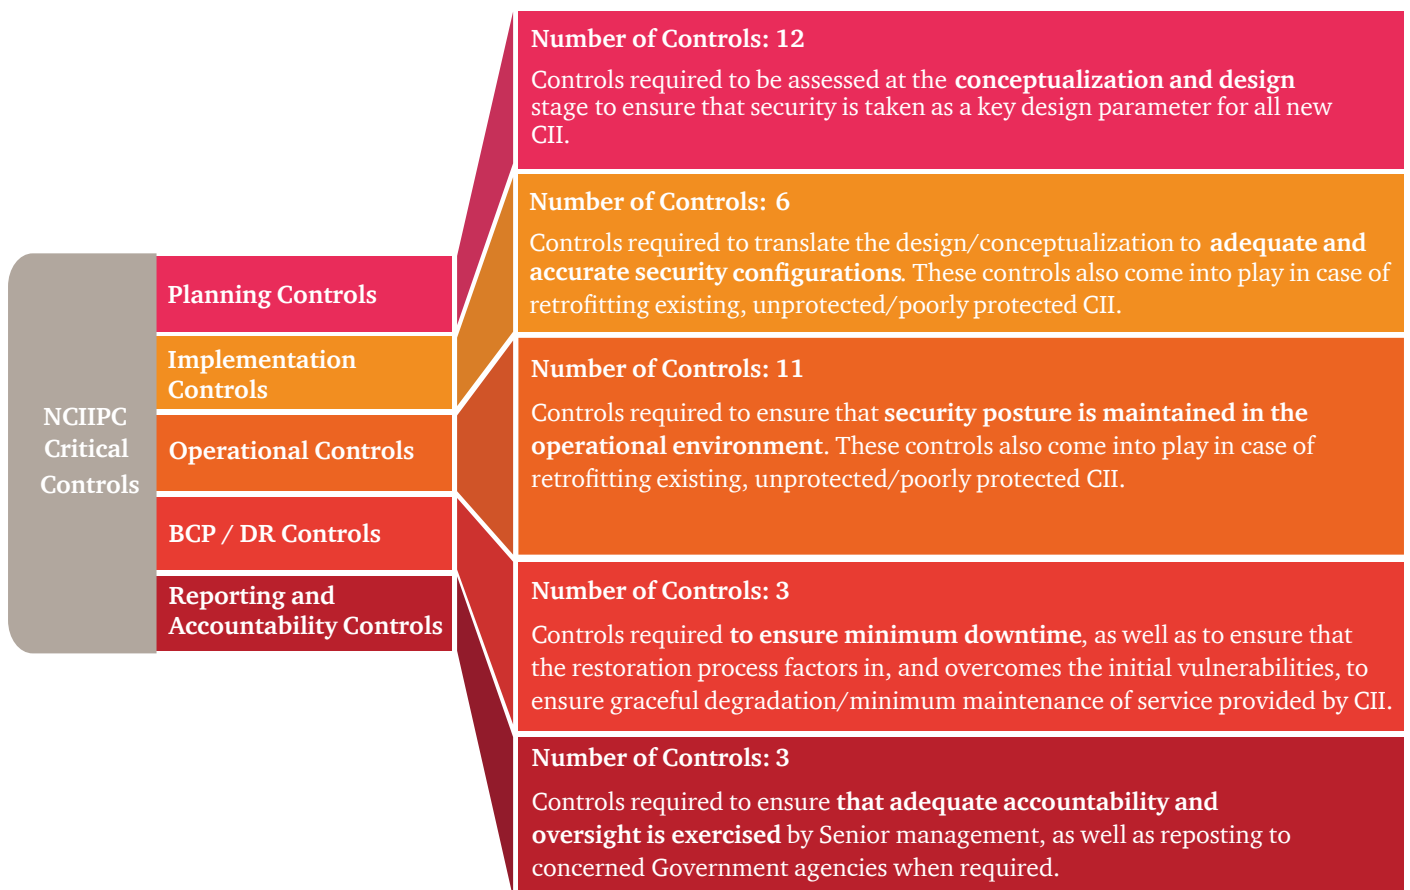 NCIIPC
Critical
Controls
Planning Controls
Implementation
Controls
Operational Controls
BCP / DR Controls
Reporting and
Accountability Controls
Number of Controls: 12
Controls required to be assessed at the conceptualization and design
stage to ensure that security is taken as a key design parameter for all new
CII.
Number of Controls: 6
Controls required to translate the design/conceptualization to adequate and
accurate security configurations. These controls also come into play in case of
retrofitting existing, unprotected/poorly protected CII.
Number of Controls: 11
Controls required to ensure that security posture is maintained in the
operational environment. These controls also come into play in case of
retrofitting existing, unprotected/poorly protected CII.
Number of Controls: 3
Controls required to ensure minimum downtime, as well as to ensure that
the restoration process factors in, and overcomes the initial vulnerabilities, to
ensure graceful degradation/minimum maintenance of service provided by CII.
Number of Controls: 3
Controls required to ensure that adequate accountability and
oversight is exercised by Senior management, as well as reposting to
concerned Government agencies when required.